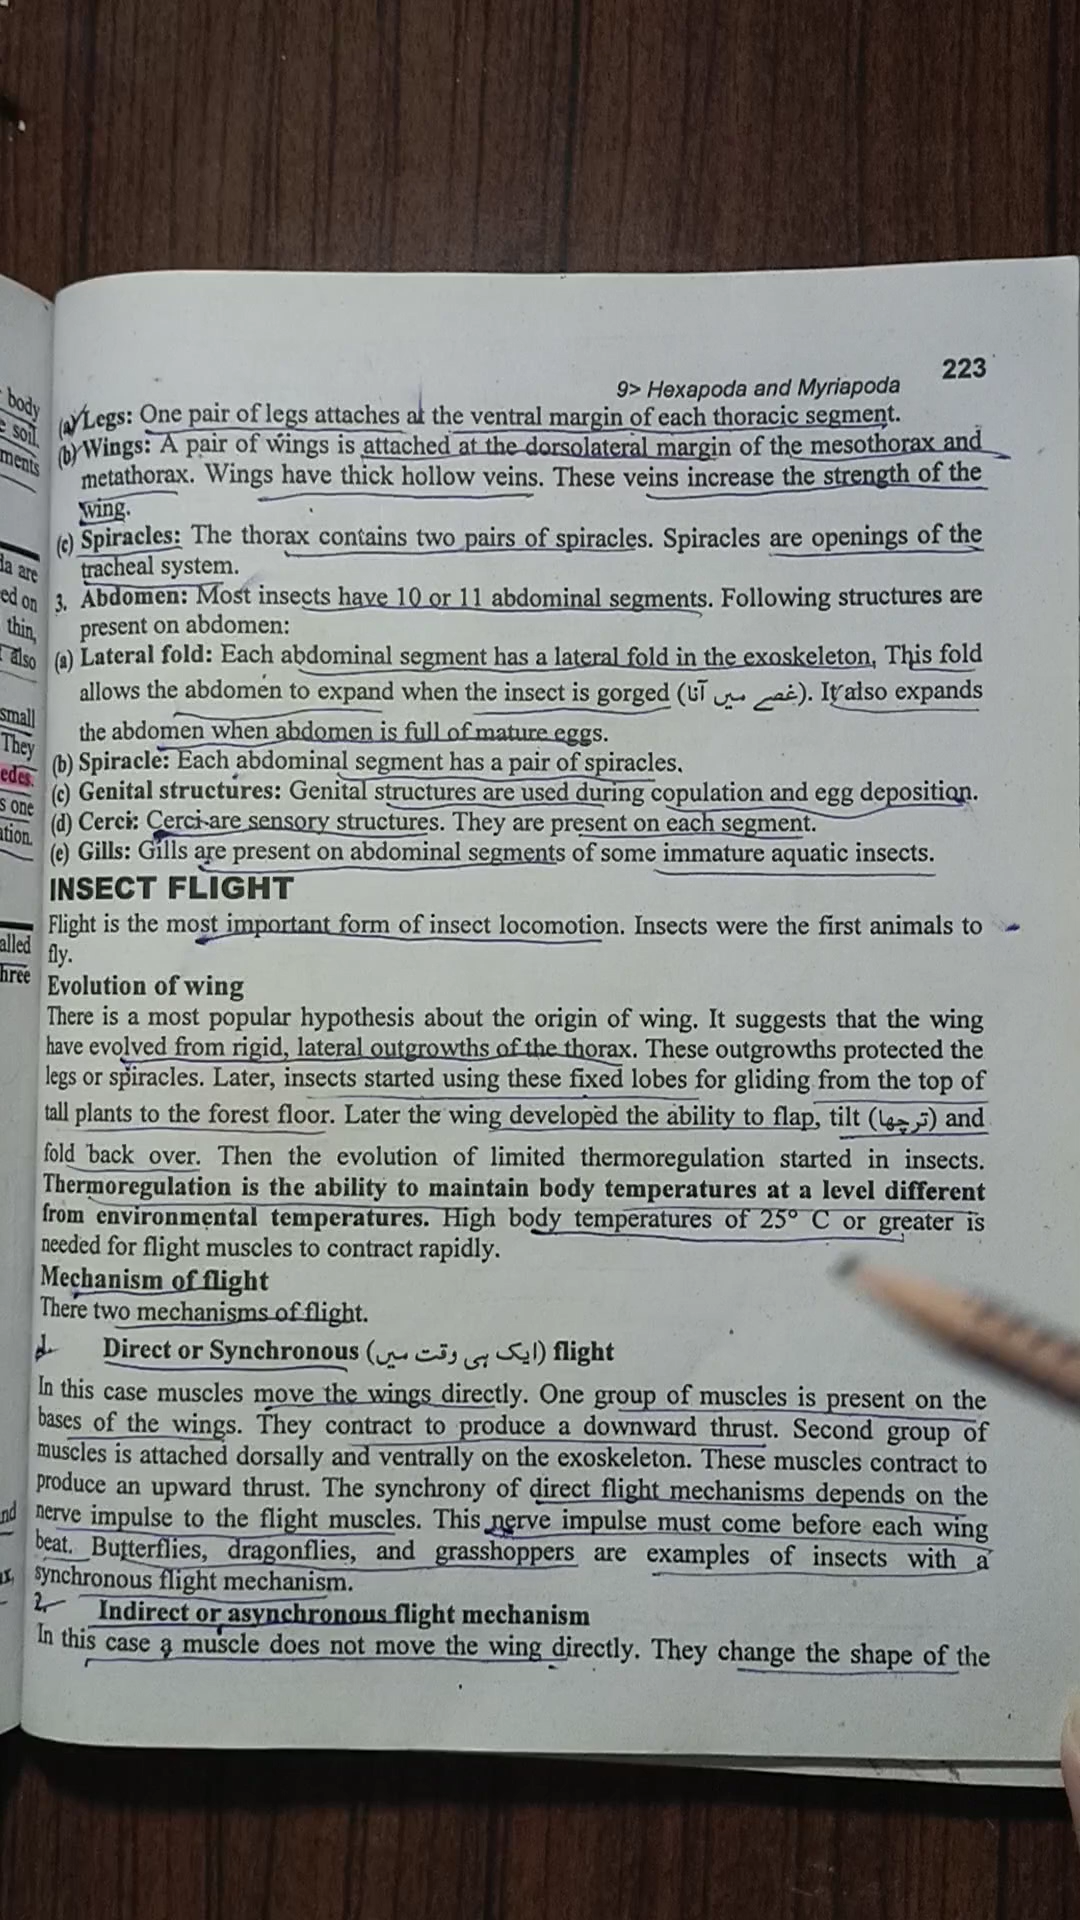 223
9> Hexapoda and Myriapoda
(a) Legs: One pair of legs attaches at the ventral margin of each thoracic segment.
(b) Wings: A pair of wings is attached at the dorsolateral margin of the mesothorax and
metathorax. Wings have thick hollow veins. These veins increase the strength of the
wing.
(c) Spiracles: The thorax contains two pairs of spiracles. Spiracles are openings of the
tracheal system.
3. Abdomen: Most insects have 10 or 11 abdominal segments. Following structures are
present on abdomen:
(a) Lateral fold: Each abdominal segment has a lateral fold in the exoskeleton, This fold
allows the abdomen to expand when the insect is gorged (غصے میں آنا). It also expands
the abdomen when abdomen is full of mature eggs.
(b) Spiracle: Each abdominal segment has a pair of spiracles.
(c) Genital structures: Genital structures are used during copulation and egg deposition.
(d) Cerci: Cerci are sensory structures. They are present on each segment.
(e) Gills: Gills are present on abdominal segments of some immature aquatic insects.
INSECT FLIGHT
Flight is the most important form of insect locomotion. Insects were the first animals to
fly.
Evolution of wing
There is a most popular hypothesis about the origin of wing. It suggests that the wing
have evolved from rigid, lateral outgrowths of the thorax. These outgrowths protected the
legs or spiracles. Later, insects started using these fixed lobes for gliding from the top of
tall plants to the forest floor. Later the wing developed the ability to flap, tilt (ترچھا) and
fold back over. Then the evolution of limited thermoregulation started in insects.
Thermoregulation is the ability to maintain body temperatures at a level different
from environmental temperatures. High body temperatures of 25° C or greater is
needed for flight muscles to contract rapidly.
Mechanism of flight
There two mechanisms of flight.
1. Direct or Synchronous (ایک ہی وقت میں) flight
In this case muscles move the wings directly. One group of muscles is present on the
bases of the wings. They contract to produce a downward thrust. Second group of
muscles is attached dorsally and ventrally on the exoskeleton. These muscles contract to
produce an upward thrust. The synchrony of direct flight mechanisms depends on the
nerve impulse to the flight muscles. This nerve impulse must come before each wing
beat. Butterflies, dragonflies, and grasshoppers are examples of insects with a
synchronous flight mechanism.
2. Indirect or asynchronous flight mechanism
In this case a muscle does not move the wing directly. They change the shape of the
body
soil.
ments
da are
ed on
thin,
also
small
They
edes.
s one
ation.
alled
hree
nd